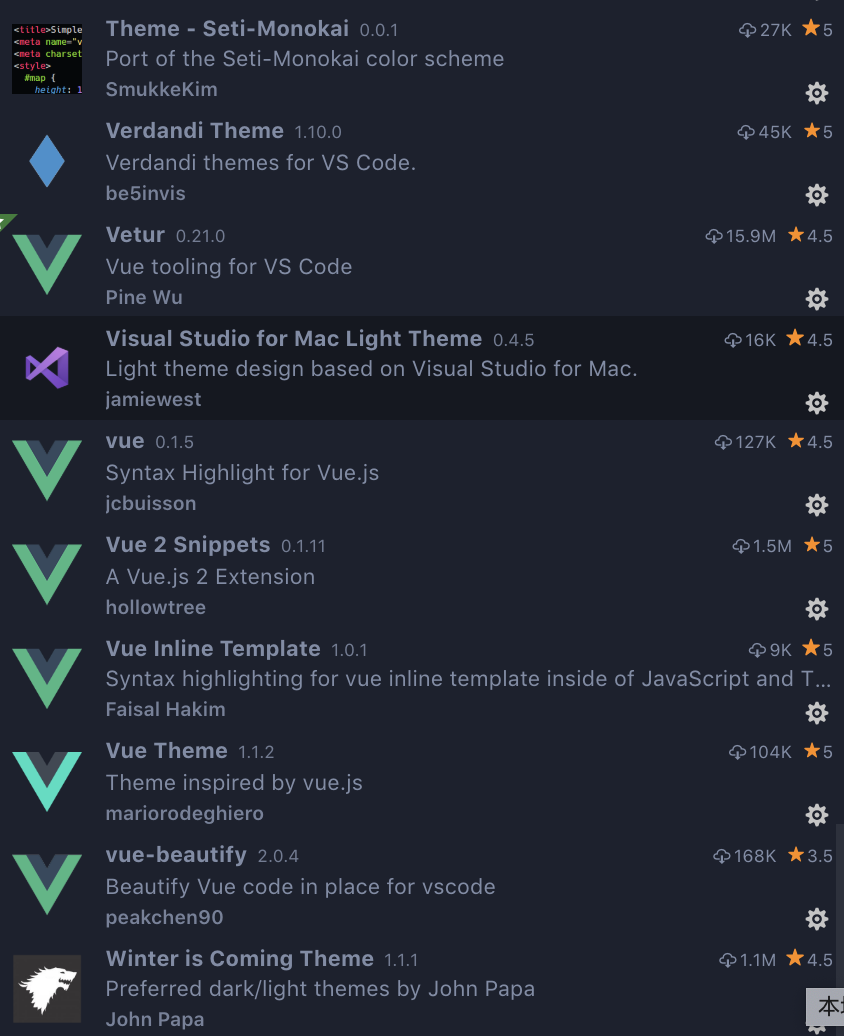 <title>Simple
<meta name="v
<meta charset
<style>
#map {
height: 1
Theme - Seti-Monokai 0.0.1 27K 5
Port of the Seti-Monokai color scheme
SmukkeKim
Verdandi Theme 1.10.0 45K 5
Verdandi themes for VS Code.
be5invis
Vetur 0.21.0 15.9M 4.5
Vue tooling for VS Code
Pine Wu
Visual Studio for Mac Light Theme 0.4.5 16K 4.5
Light theme design based on Visual Studio for Mac.
jamiewest
vue 0.1.5 127K 4.5
Syntax Highlight for Vue.js
jcbuisson
Vue 2 Snippets 0.1.11 1.5M 5
A Vue.js 2 Extension
hollowtree
Vue Inline Template 1.0.1 9K 5
Syntax highlighting for vue inline template inside of JavaScript and T...
Faisal Hakim
Vue Theme 1.1.2 104K 5
Theme inspired by vue.js
mariorodeghiero
vue-beautify 2.0.4 168K 3.5
Beautify Vue code in place for vscode
peakchen90
Winter is Coming Theme 1.1.1 1.1M 4.5
Preferred dark/light themes by John Papa
John Papa
本